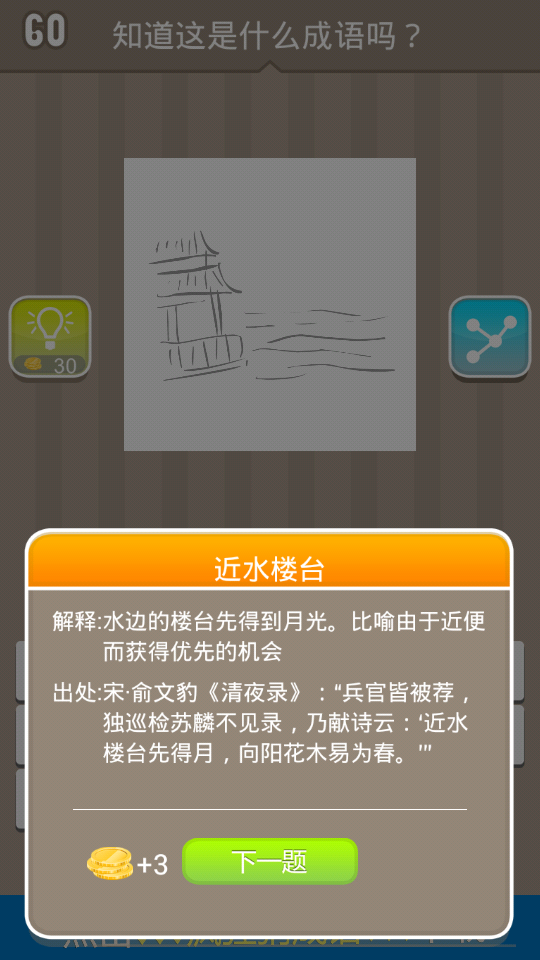 60
知道这是什么成语吗？
30
近水楼台
解释:水边的楼台先得到月光。比喻由于近便
而获得优先的机会
出处:宋·俞文豹《清夜录》："兵官皆被荐，
独巡检苏麟不见录，乃献诗云：'近水
楼台先得月，向阳花木易为春。'"
+3
下一题